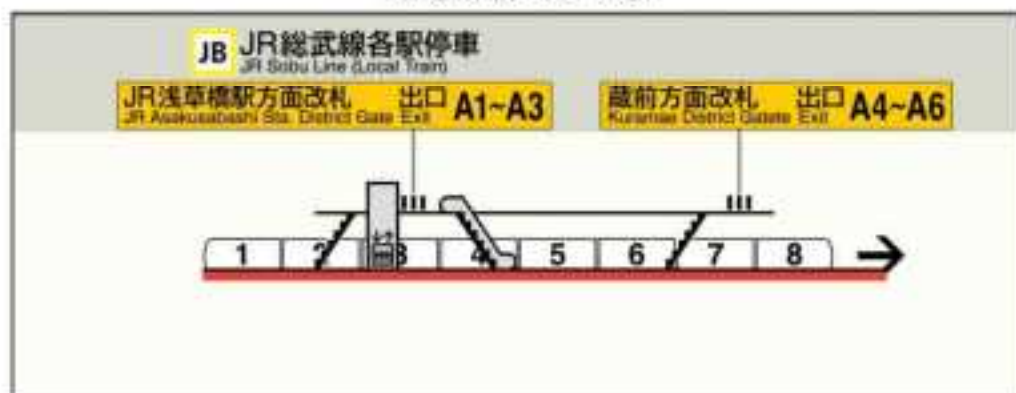 JB JR総武線各駅停車
JR Sobu Line (Local Train)
JR浅草橋駅方面改札 出口 A1~A3
JR Asakusabashi Sta. District Gate Exit
蔵前方面改札 出口 A4~A6
Kuramae District Gatete Exit
1 2 3 4 5 6 7 8